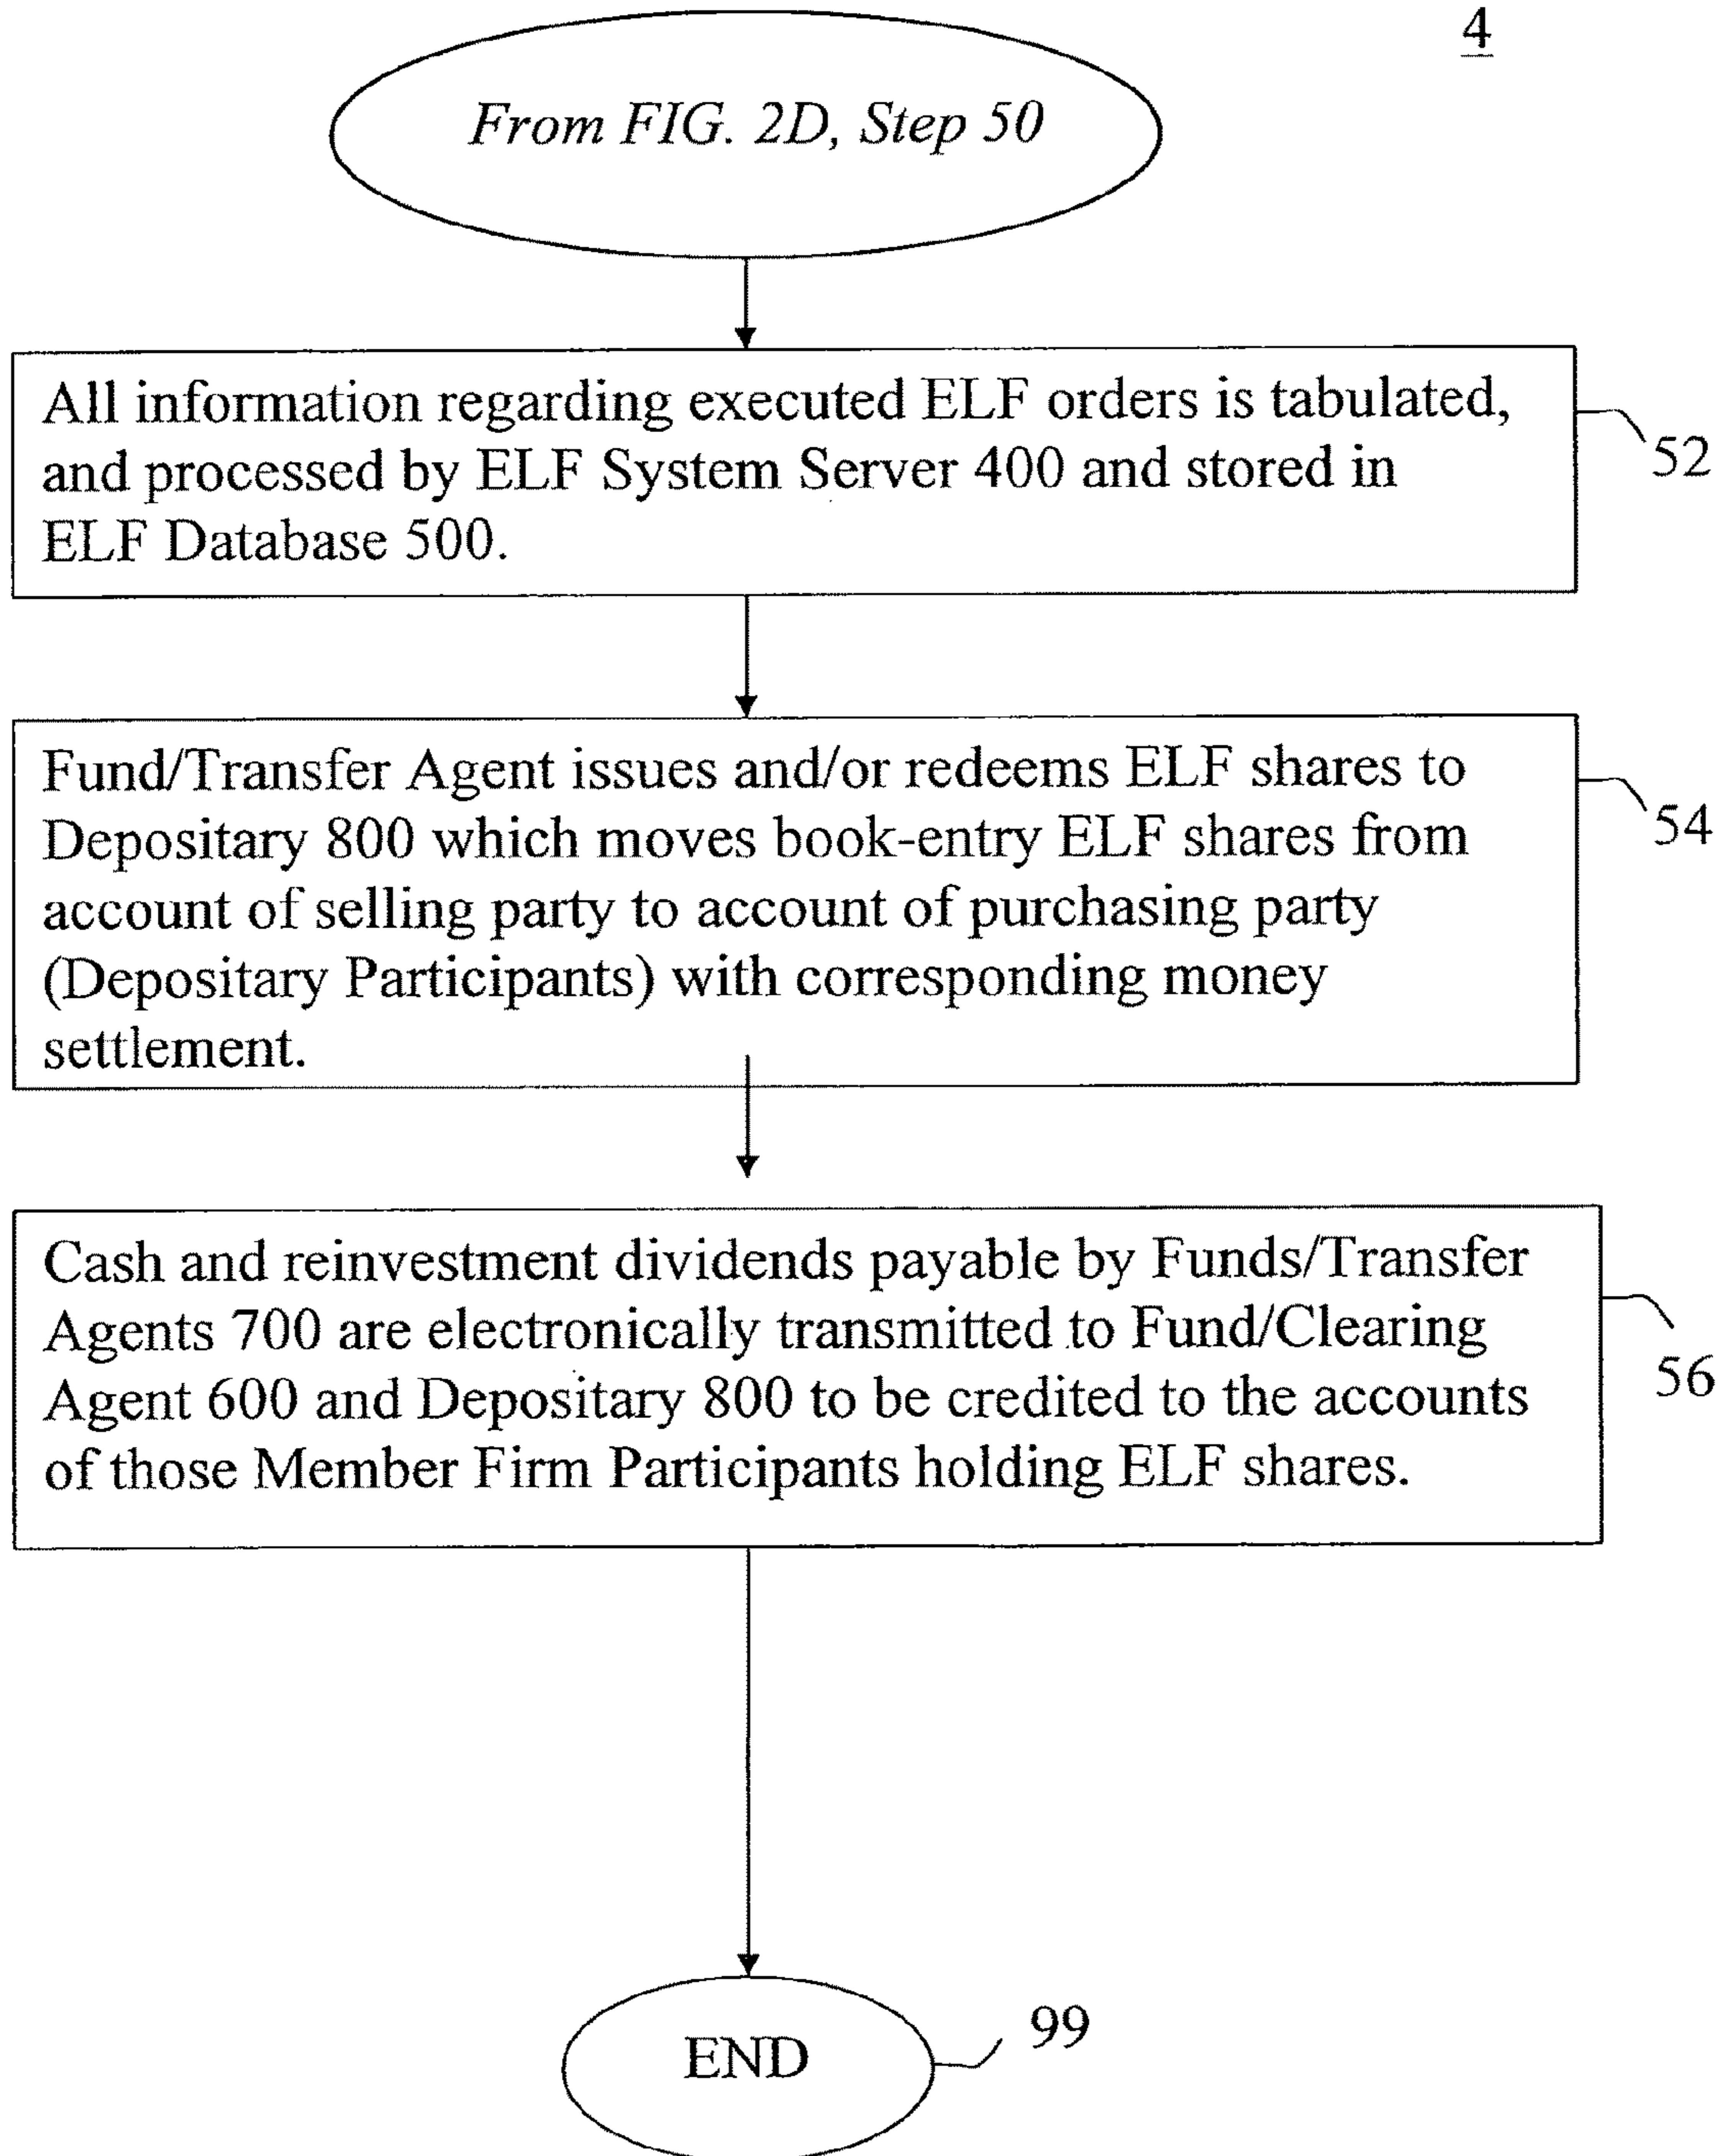 4
From FIG. 2D, Step 50
All information regarding executed ELF orders is tabulated,
and processed by ELF System Server 400 and stored in
ELF Database 500.
52
Fund/Transfer Agent issues and/or redeems ELF shares to
Depositary 800 which moves book-entry ELF shares from
account of selling party to account of purchasing party
(Depositary Participants) with corresponding money
settlement.
54
Cash and reinvestment dividends payable by Funds/Transfer
Agents 700 are electronically transmitted to Fund/Clearing
Agent 600 and Depositary 800 to be credited to the accounts
of those Member Firm Participants holding ELF shares.
56
END
99